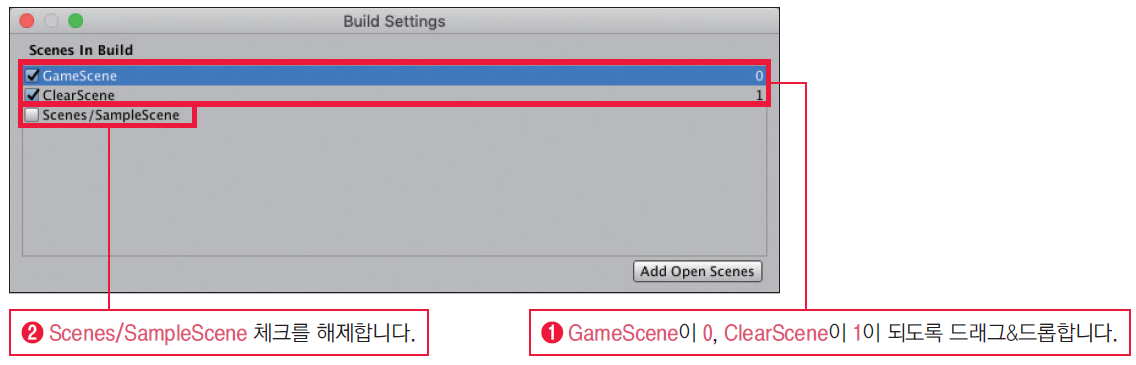 Build Settings
Scenes In Build
GameScene 0
ClearScene 1
Scenes/SampleScene
Add Open Scenes
❷ Scenes/SampleScene 체크를 해제합니다.
❶ GameScene이 0, ClearScene이 1이 되도록 드래그&드롭합니다.